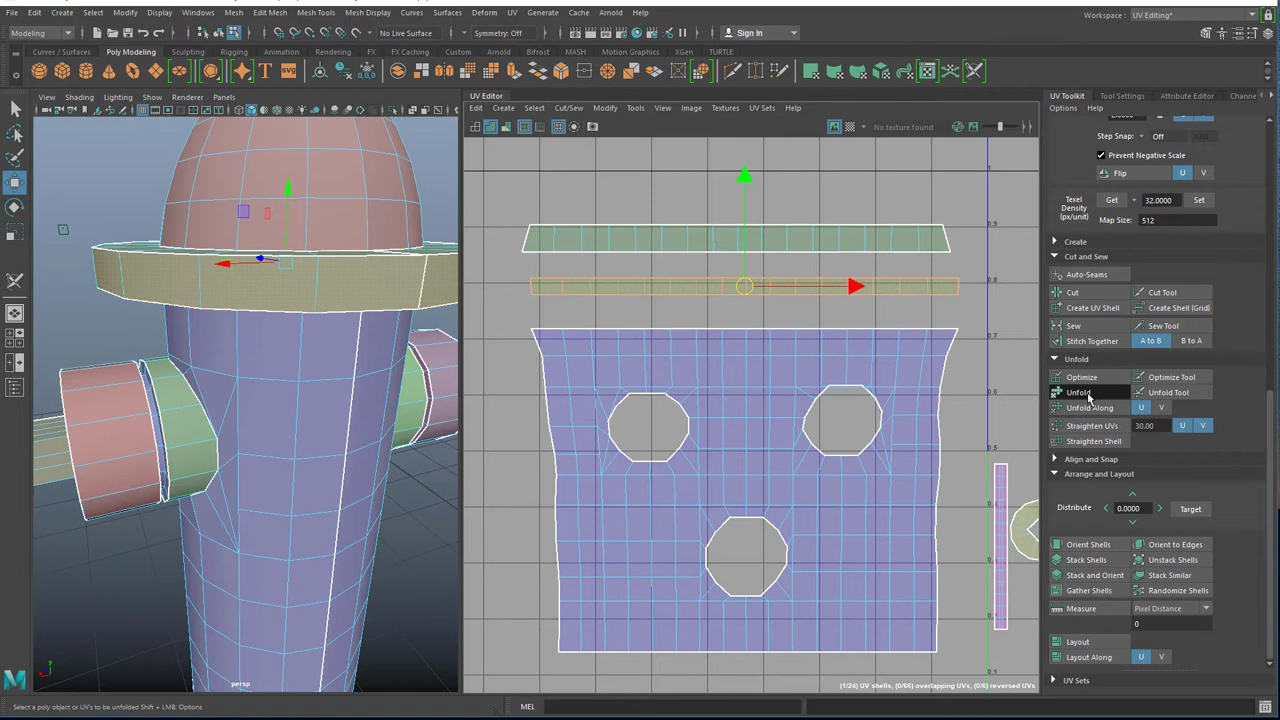 File Edit Create Select Modify Display Windows Mesh Edit Mesh Mesh Tools Mesh Display Curves Surfaces Deform UV Generate Cache Arnold Help
Workspace : UV Editing*
Modeling No Live Surface Symmetry: Off Sign In
Curves / Surfaces Poly Modeling Sculpting Rigging Animation Rendering FX FX Caching Custom Arnold Bifrost MASH Motion Graphics XGen TURTLE
View Shading Lighting Show Renderer Panels
UV Editor
Edit Create Select Cut/Sew Modify Tools View Image Textures UV Sets Help
No texture found
UV Toolkit Tool Settings Attribute Editor Channe
Options Help
Step Snap: Off
Prevent Negative Scale
Flip U V
Texel
Density
(px/unit)
Get 32.0000 Set
Map Size: 512
Create
Cut and Sew
Auto-Seams
Cut Cut Tool
Create UV Shell Create Shell (Grid)
Sew Sew Tool
Stitch Together A to B B to A
Unfold
Optimize Optimize Tool
Unfold Unfold Tool
Unfold Along U V
Straighten UVs 30.00 U V
Straighten Shell
Align and Snap
Arrange and Layout
Distribute 0.0000 Target
Orient Shells Orient to Edges
Stack Shells Unstack Shells
Stack and Orient Stack Similar
Gather Shells Randomize Shells
Measure Pixel Distance
0
Layout
Layout Along U V
UV Sets
persp
(1/24) UV shells, (0/66) overlapping UVs, (0/6) reversed UVs
Select a poly object or UV's to be unfolded Shift + LMB: Options
MEL